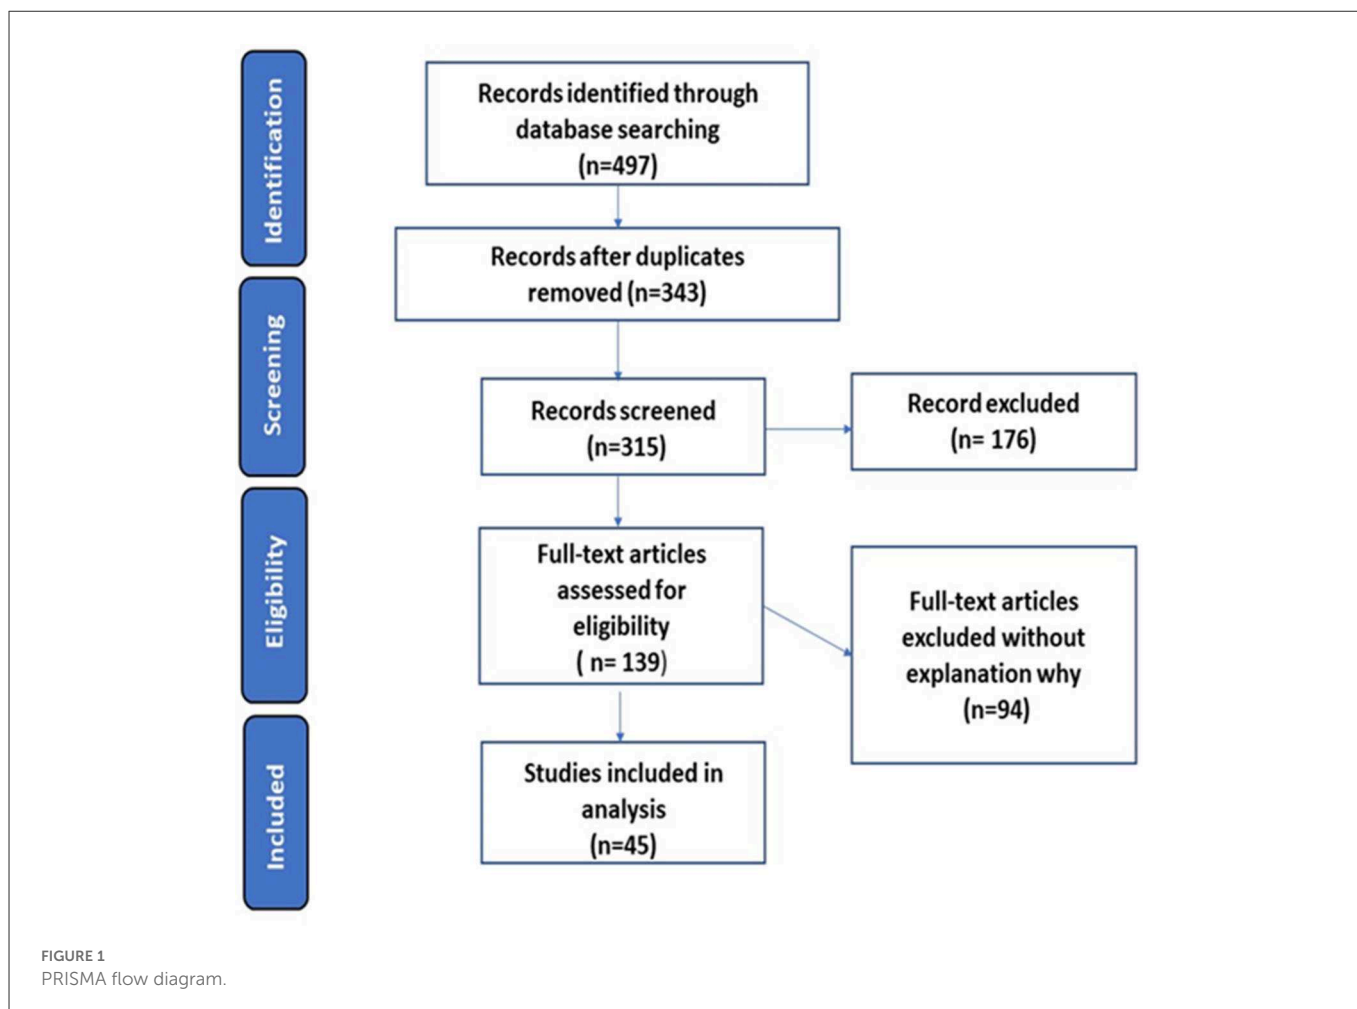 Identification
Records identified through
database searching
(n=497)
Records after duplicates
removed (n=343)
Screening
Records screened
(n=315)
Record excluded
(n= 176)
Eligibility
Full-text articles
assessed for
eligibility
( n= 139)
Full-text articles
excluded without
explanation why
(n=94)
Included
Studies included in
analysis
(n=45)
FIGURE 1
PRISMA flow diagram.